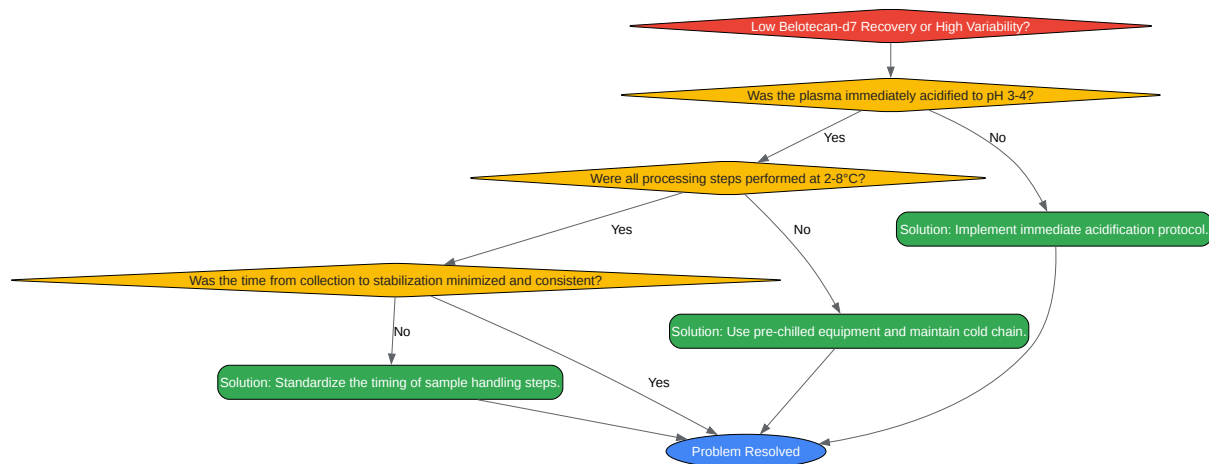 Low Belotecan-d7 Recovery or High Variability?
Was the plasma immediately acidified to pH 3-4?
Yes
No
Were all processing steps performed at 2-8°C?
Yes
No
Solution: Implement immediate acidification protocol.
Was the time from collection to stabilization minimized and consistent?
No
Solution: Use pre-chilled equipment and maintain cold chain.
Solution: Standardize the timing of sample handling steps.
Yes
Problem Resolved